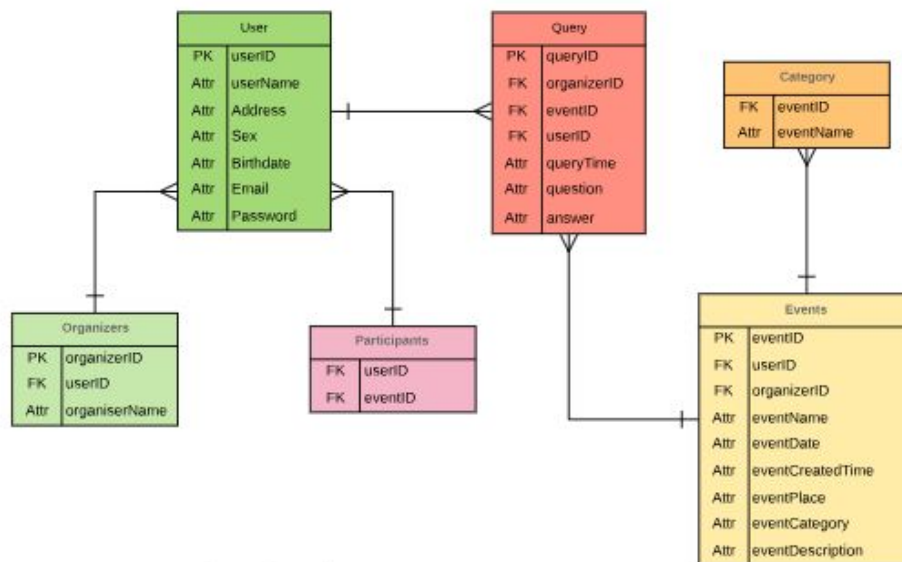 User
PK userID
Attr userName
Attr Address
Attr Sex
Attr Birthdate
Attr Email
Attr Password
Query
PK queryID
FK organizerID
FK eventID
FK userID
Attr queryTime
Attr question
Attr answer
Category
FK eventID
Attr eventName
Organizers
PK organizerID
FK userID
Attr organiserName
Participants
FK userID
FK eventID
Events
PK eventID
FK userID
FK organizerID
Attr eventName
Attr eventDate
Attr eventCreatedTime
Attr eventPlace
Attr eventCategory
Attr eventDescription